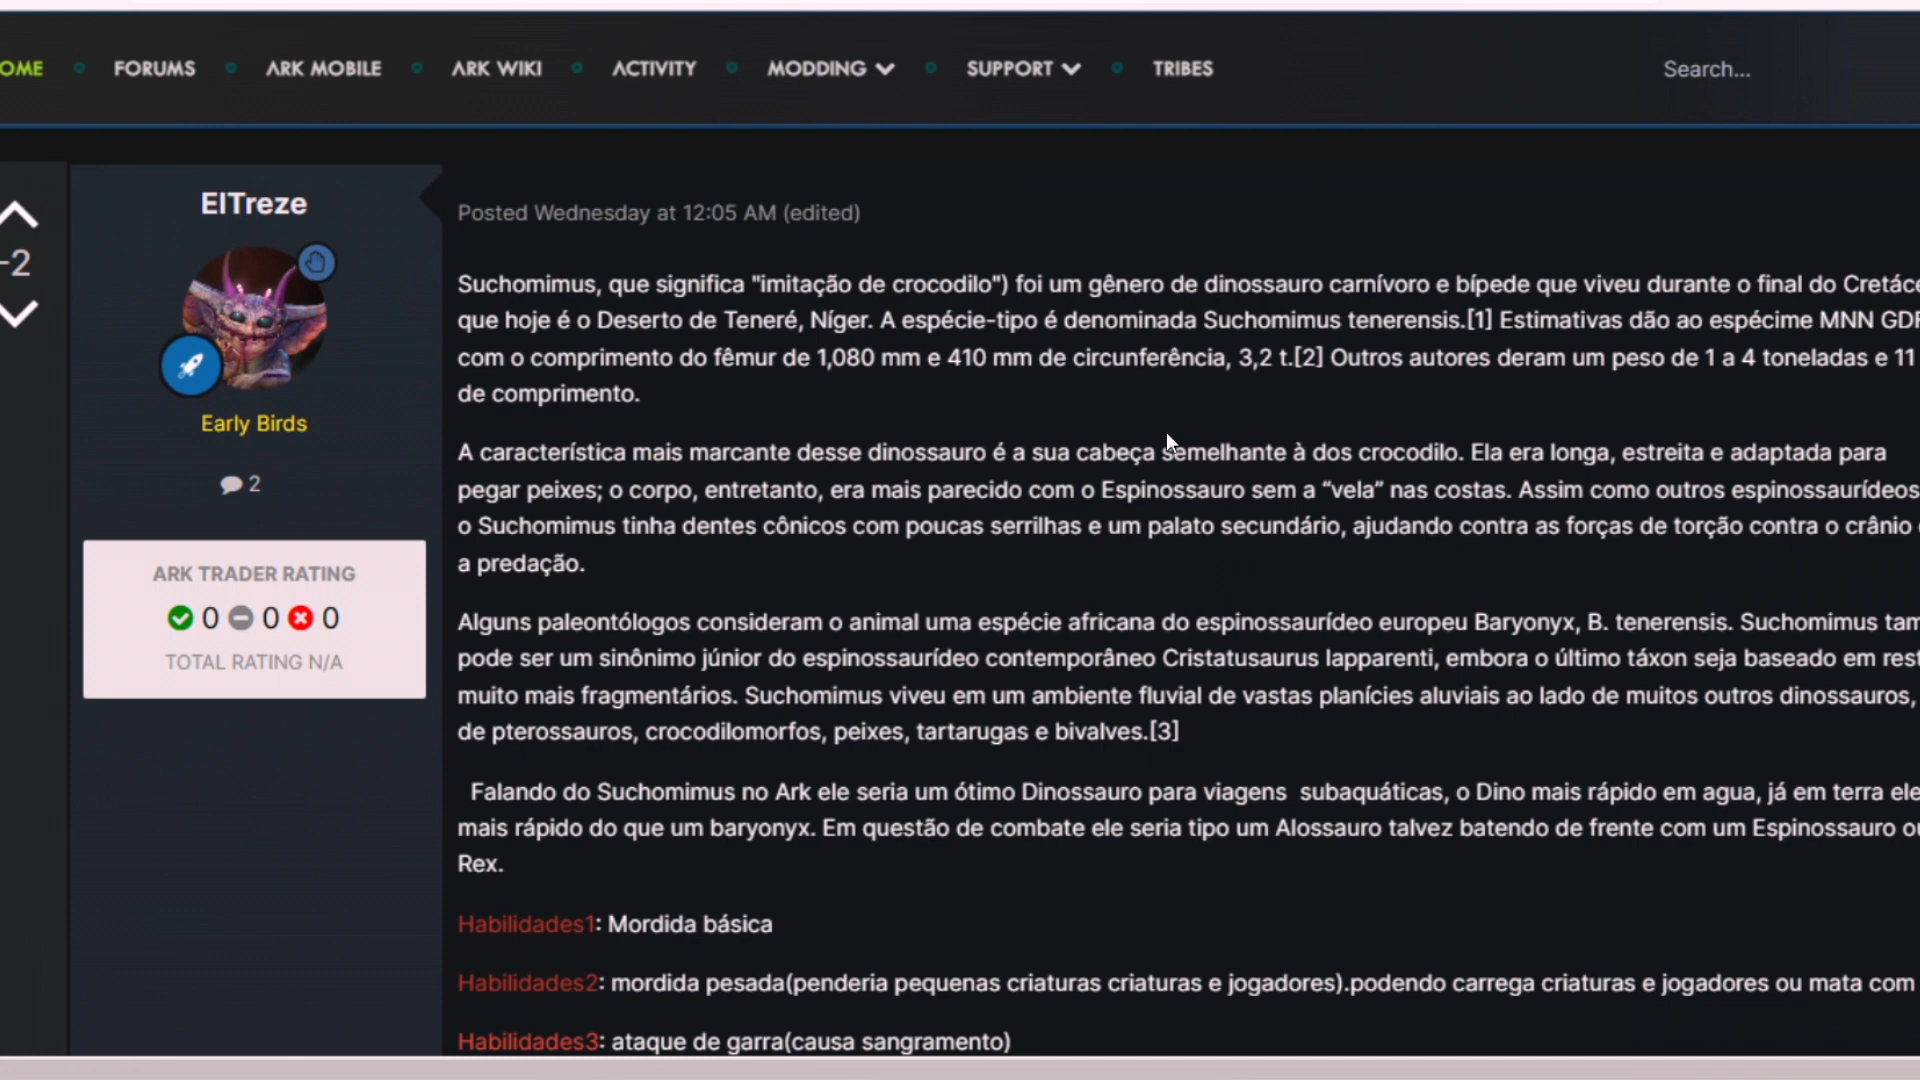 OME FORUMS ARK MOBILE ARK WIKI ACTIVITY MODDING SUPPORT TRIBES Search...
ElTreze
-2
Early Birds
2
ARK TRADER RATING
0 0 0
TOTAL RATING N/A
Posted Wednesday at 12:05 AM (edited)
Suchomimus, que significa "imitação de crocodilo") foi um gênero de dinossauro carnívoro e bípede que viveu durante o final do Cretáce
que hoje é o Deserto de Teneré, Níger. A espécie-tipo é denominada Suchomimus tenerensis.[1] Estimativas dão ao espécime MNN GDF
com o comprimento do fêmur de 1,080 mm e 410 mm de circunferência, 3,2 t.[2] Outros autores deram um peso de 1 a 4 toneladas e 11
de comprimento.
A característica mais marcante desse dinossauro é a sua cabeça semelhante à dos crocodilo. Ela era longa, estreita e adaptada para
pegar peixes; o corpo, entretanto, era mais parecido com o Espinossauro sem a “vela” nas costas. Assim como outros espinossaurídeos
o Suchomimus tinha dentes cônicos com poucas serrilhas e um palato secundário, ajudando contra as forças de torção contra o crânio
a predação.
Alguns paleontólogos consideram o animal uma espécie africana do espinossaurídeo europeu Baryonyx, B. tenerensis. Suchomimus tam
pode ser um sinônimo júnior do espinossaurídeo contemporâneo Cristatusaurus lapparenti, embora o último táxon seja baseado em rest
muito mais fragmentários. Suchomimus viveu em um ambiente fluvial de vastas planícies aluviais ao lado de muitos outros dinossauros,
de pterossauros, crocodilomorfos, peixes, tartarugas e bivalves.[3]
Falando do Suchomimus no Ark ele seria um ótimo Dinossauro para viagens subaquáticas, o Dino mais rápido em agua, já em terra ele
mais rápido do que um baryonyx. Em questão de combate ele seria tipo um Alossauro talvez batendo de frente com um Espinossauro ou
Rex.
Habilidades1: Mordida básica
Habilidades2: mordida pesada(penderia pequenas criaturas criaturas e jogadores).podendo carrega criaturas e jogadores ou mata com
Habilidades3: ataque de garra(causa sangramento)